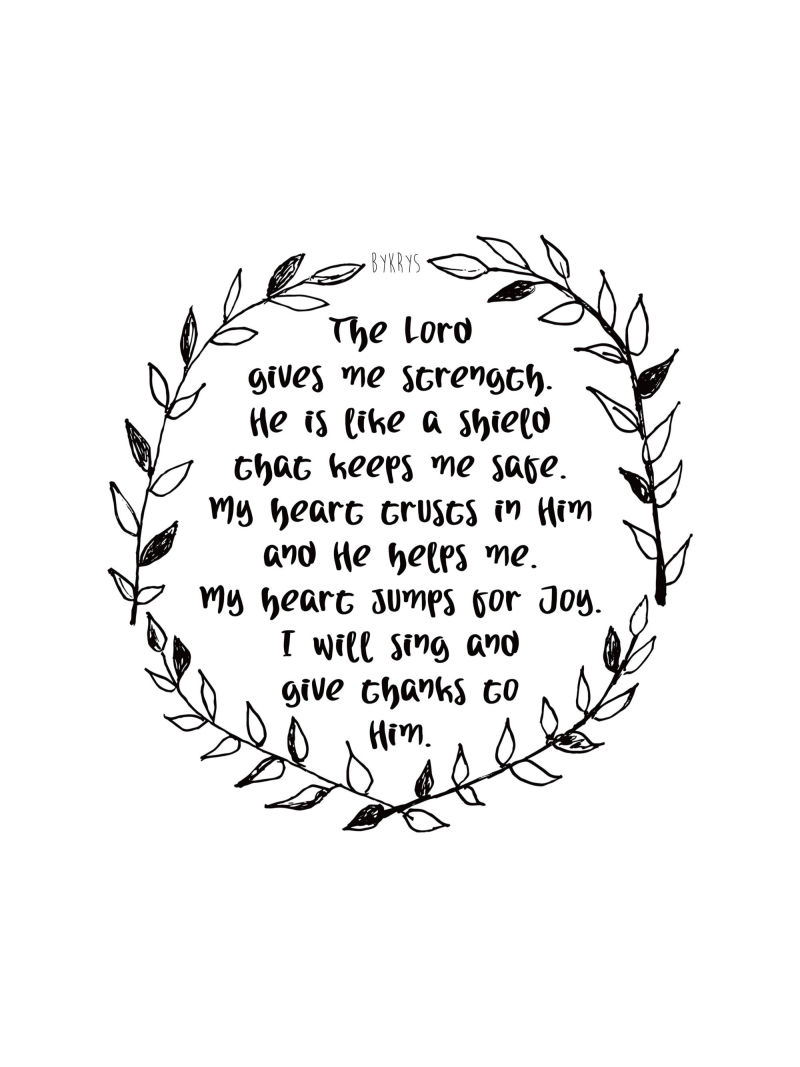 BYKRYS
The Lord
gives me strength.
He is like a shield
that keeps me safe.
My heart trusts in Him
and He helps me.
My heart jumps for Joy.
I will sing and
give thanks to
Him.